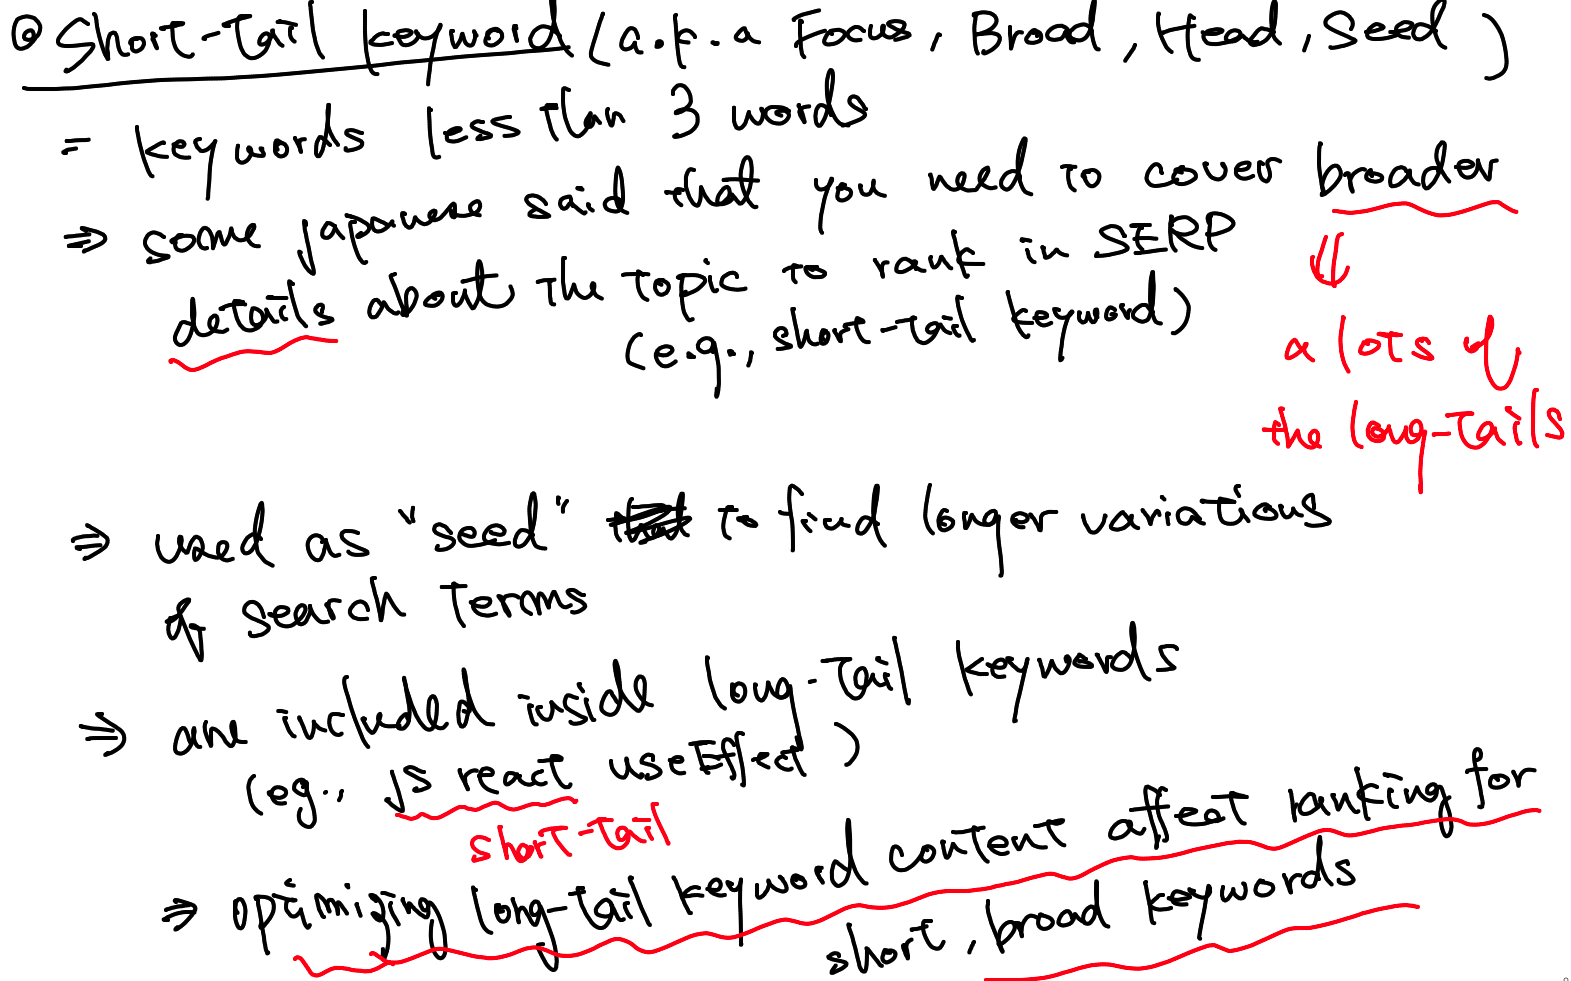 @ Short-Tail keyword (a.k.a Focus, Broad, Head, Seed)
= keywords less than 3 words
⇒ some japanese said that you need to cover broader
details about the topic to rank in SERP
(e.g., short-tail keyword)
⇓
a lots of
the long-Tails
⇒ used as "seed" to find longer variations
of search Terms
⇒ are included inside long-Tail keywords
(eg., JS react useEffect)
short-tail
⇒ optimizing long-tail keyword content affect ranking for
short, broad keywords